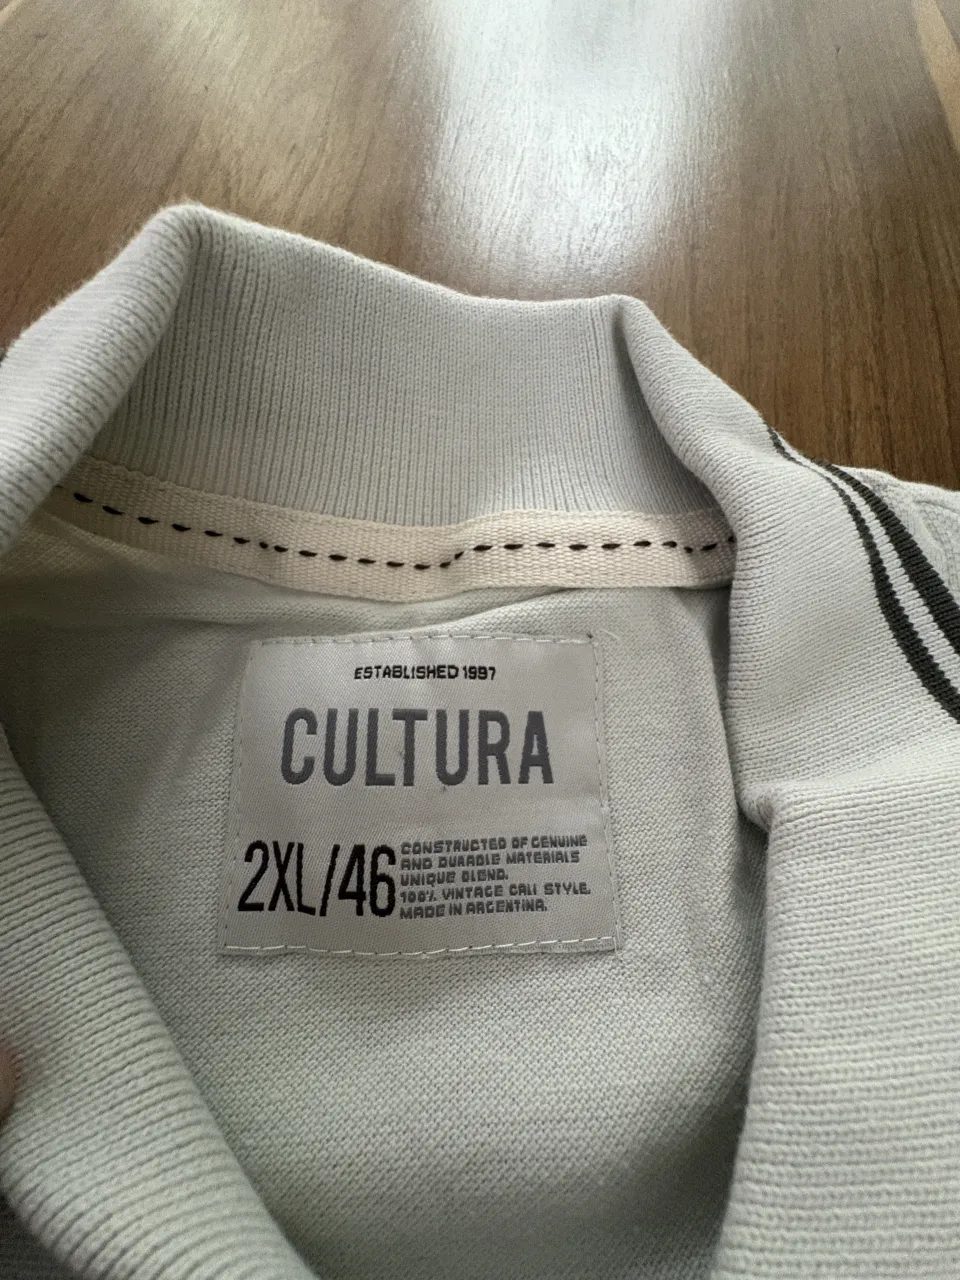 ESTABLISHED 1997
CULTURA
2XL/46
CONSTRUCTED OF GENUINE
AND DURABLE MATERIALS
UNIQUE BLEND.
100% VINTAGE CALI STYLE.
MADE IN ARGENTINA.